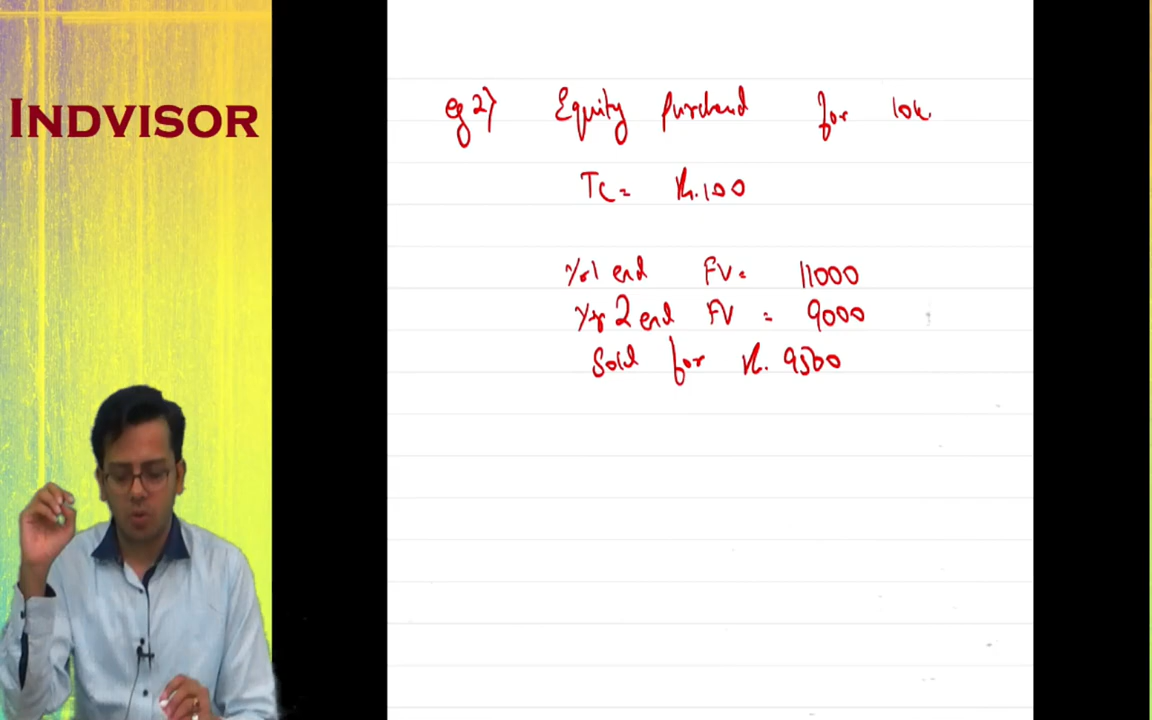 INDVISOR
eg 2) Equity purchased for 10k.
TC = Rs.100
Yr 1 end FV = 11000
Yr 2 end FV = 9000
Sold for Rs. 9500